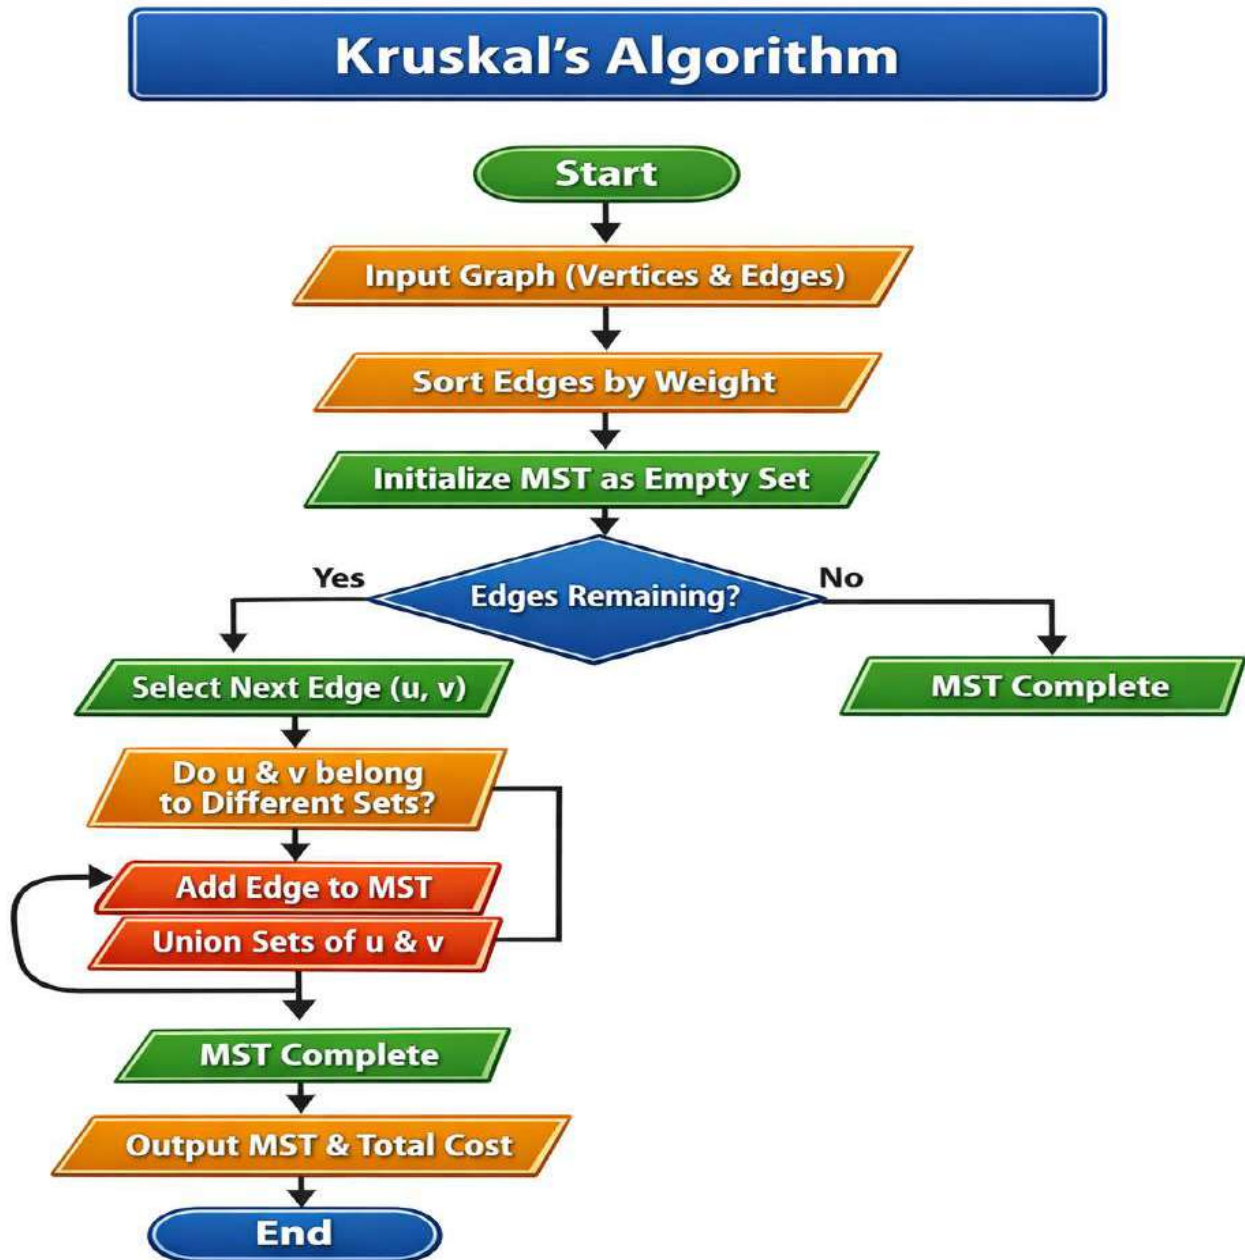 Kruskal's Algorithm
Start
Input Graph (Vertices & Edges)
Sort Edges by Weight
Initialize MST as Empty Set
Edges Remaining?
Yes
No
Select Next Edge (u, v)
MST Complete
Do u & v belong
to Different Sets?
Add Edge to MST
Union Sets of u & v
MST Complete
Output MST & Total Cost
End